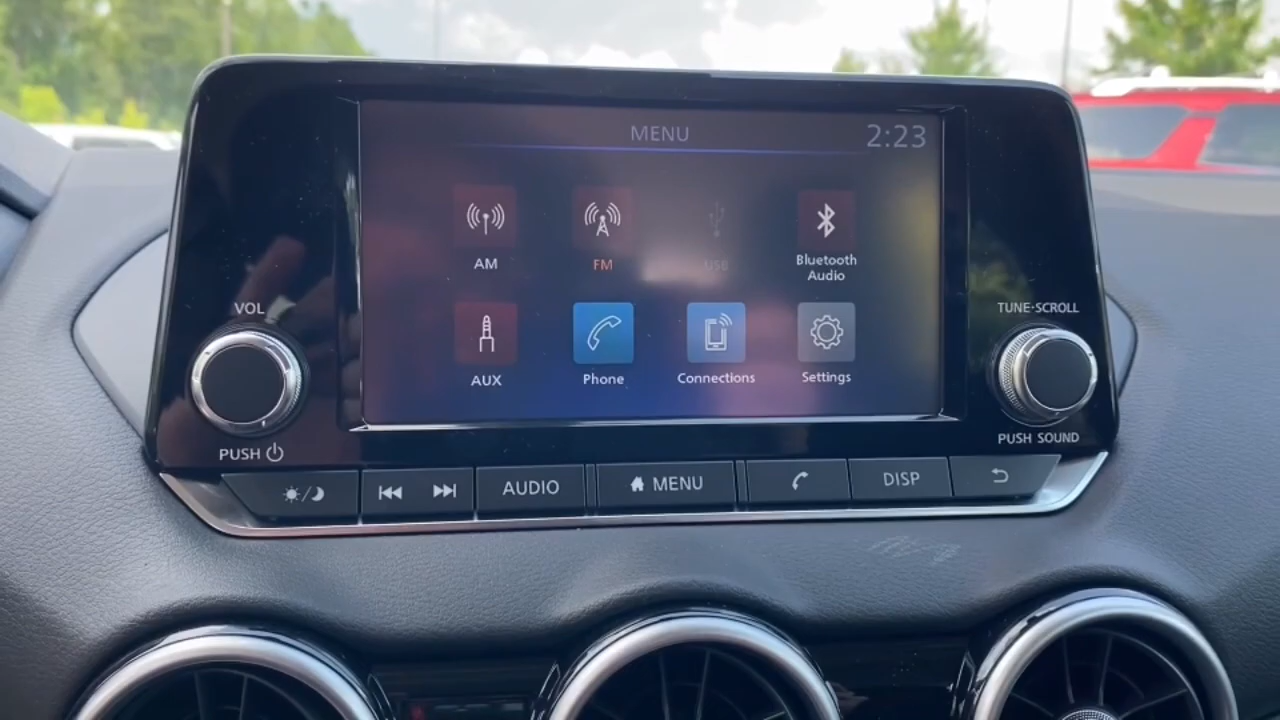 MENU
2:23
AM
FM
USB
Bluetooth
Audio
AUX
Phone
Connections
Settings
VOL
PUSH
TUNE·SCROLL
PUSH SOUND
AUDIO
MENU
DISP